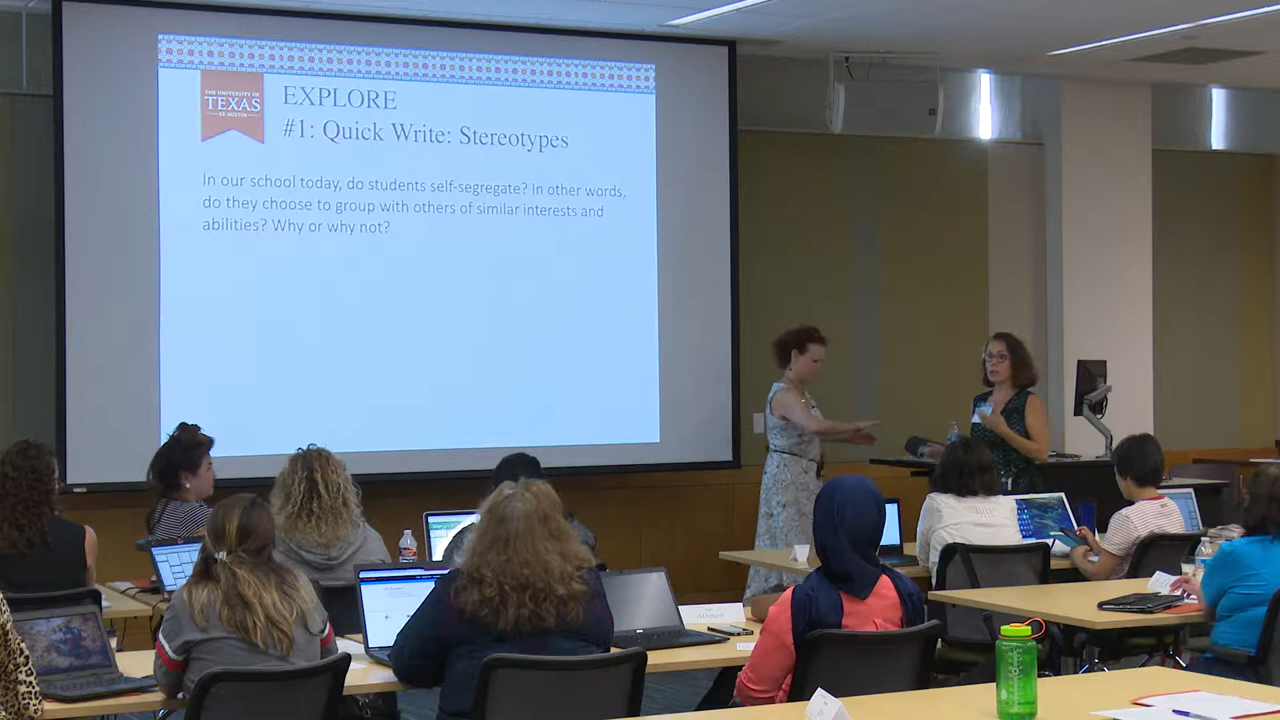 THE UNIVERSITY OF
TEXAS
AT AUSTIN
EXPLORE
#1: Quick Write: Stereotypes
In our school today, do students self-segregate? In other words,
do they choose to group with others of similar interests and
abilities? Why or why not?